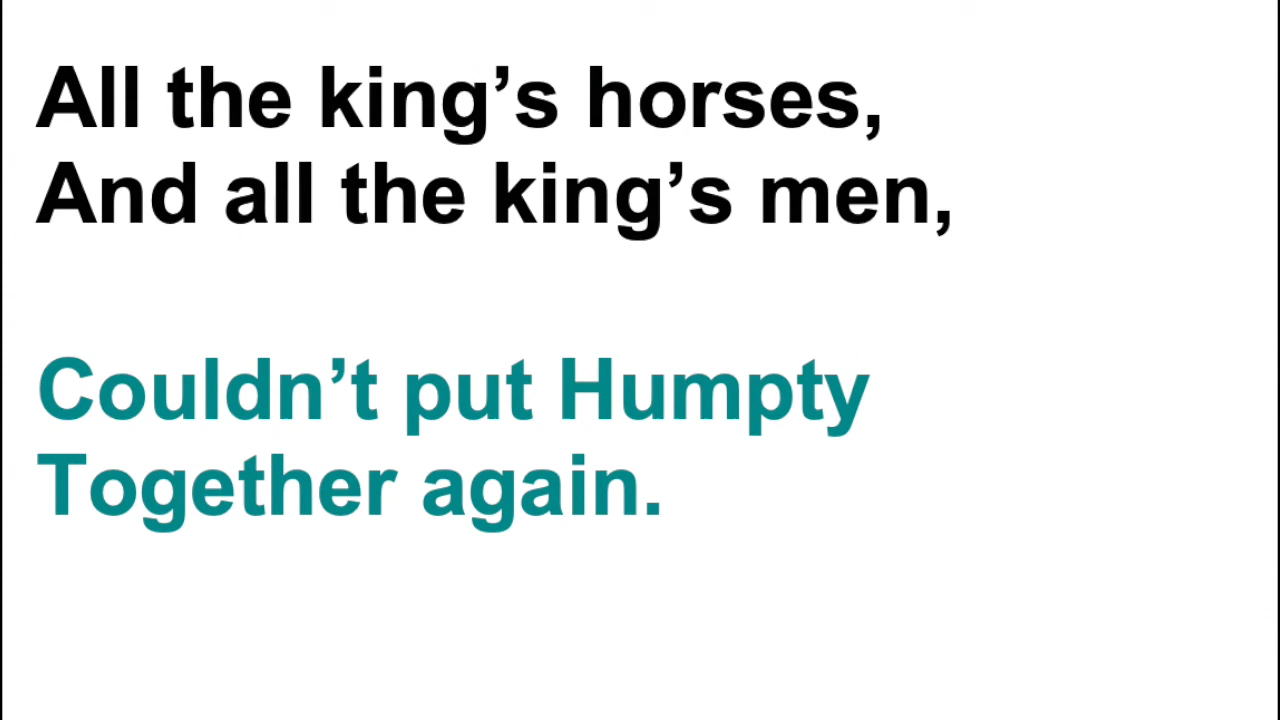 All the king’s horses,
And all the king’s men,
Couldn’t put Humpty
Together again.